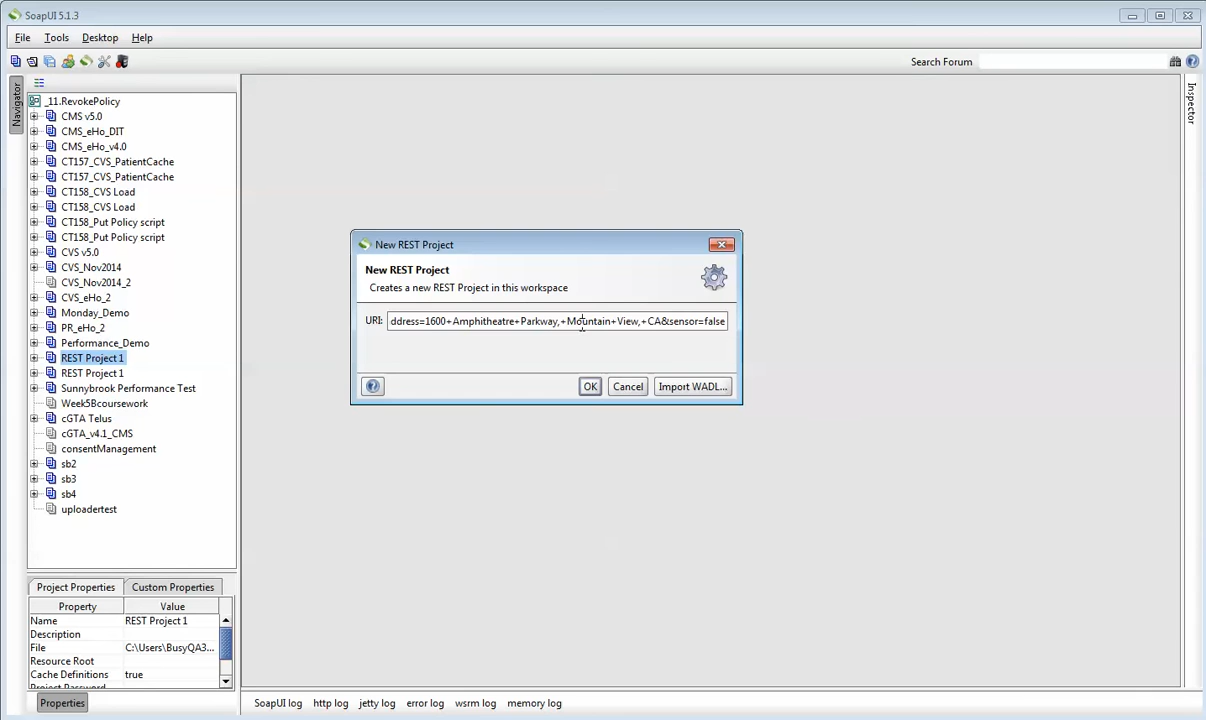 SoapUI 5.1.3
File Tools Desktop Help
Search Forum
Navigator
Inspector
_11.RevokePolicy
CMS v5.0
CMS_eHo_DIT
CMS_eHo_v4.0
CT157_CVS_PatientCache
CT157_CVS_PatientCache
CT158_CVS Load
CT158_CVS Load
CT158_Put Policy script
CT158_Put Policy script
CVS v5.0
CVS_Nov2014
CVS_Nov2014_2
CVS_eHo_2
Monday_Demo
PR_eHo_2
Performance_Demo
REST Project 1
REST Project 1
Sunnybrook Performance Test
Week5Bcoursework
cGTA Telus
cGTA_v4.1_CMS
consentManagement
sb2
sb3
sb4
uploadertest
New REST Project
New REST Project
Creates a new REST Project in this workspace
URI: ddress=1600+Amphitheatre+Parkway,+Mountain+View,+CA&sensor=false
OK Cancel Import WADL...
Project Properties Custom Properties
Property Value
Name REST Project 1
Description
File C:\Users\BusyQA3...
Resource Root
Cache Definitions true
Project Password
Properties
SoapUI log http log jetty log error log wsrm log memory log